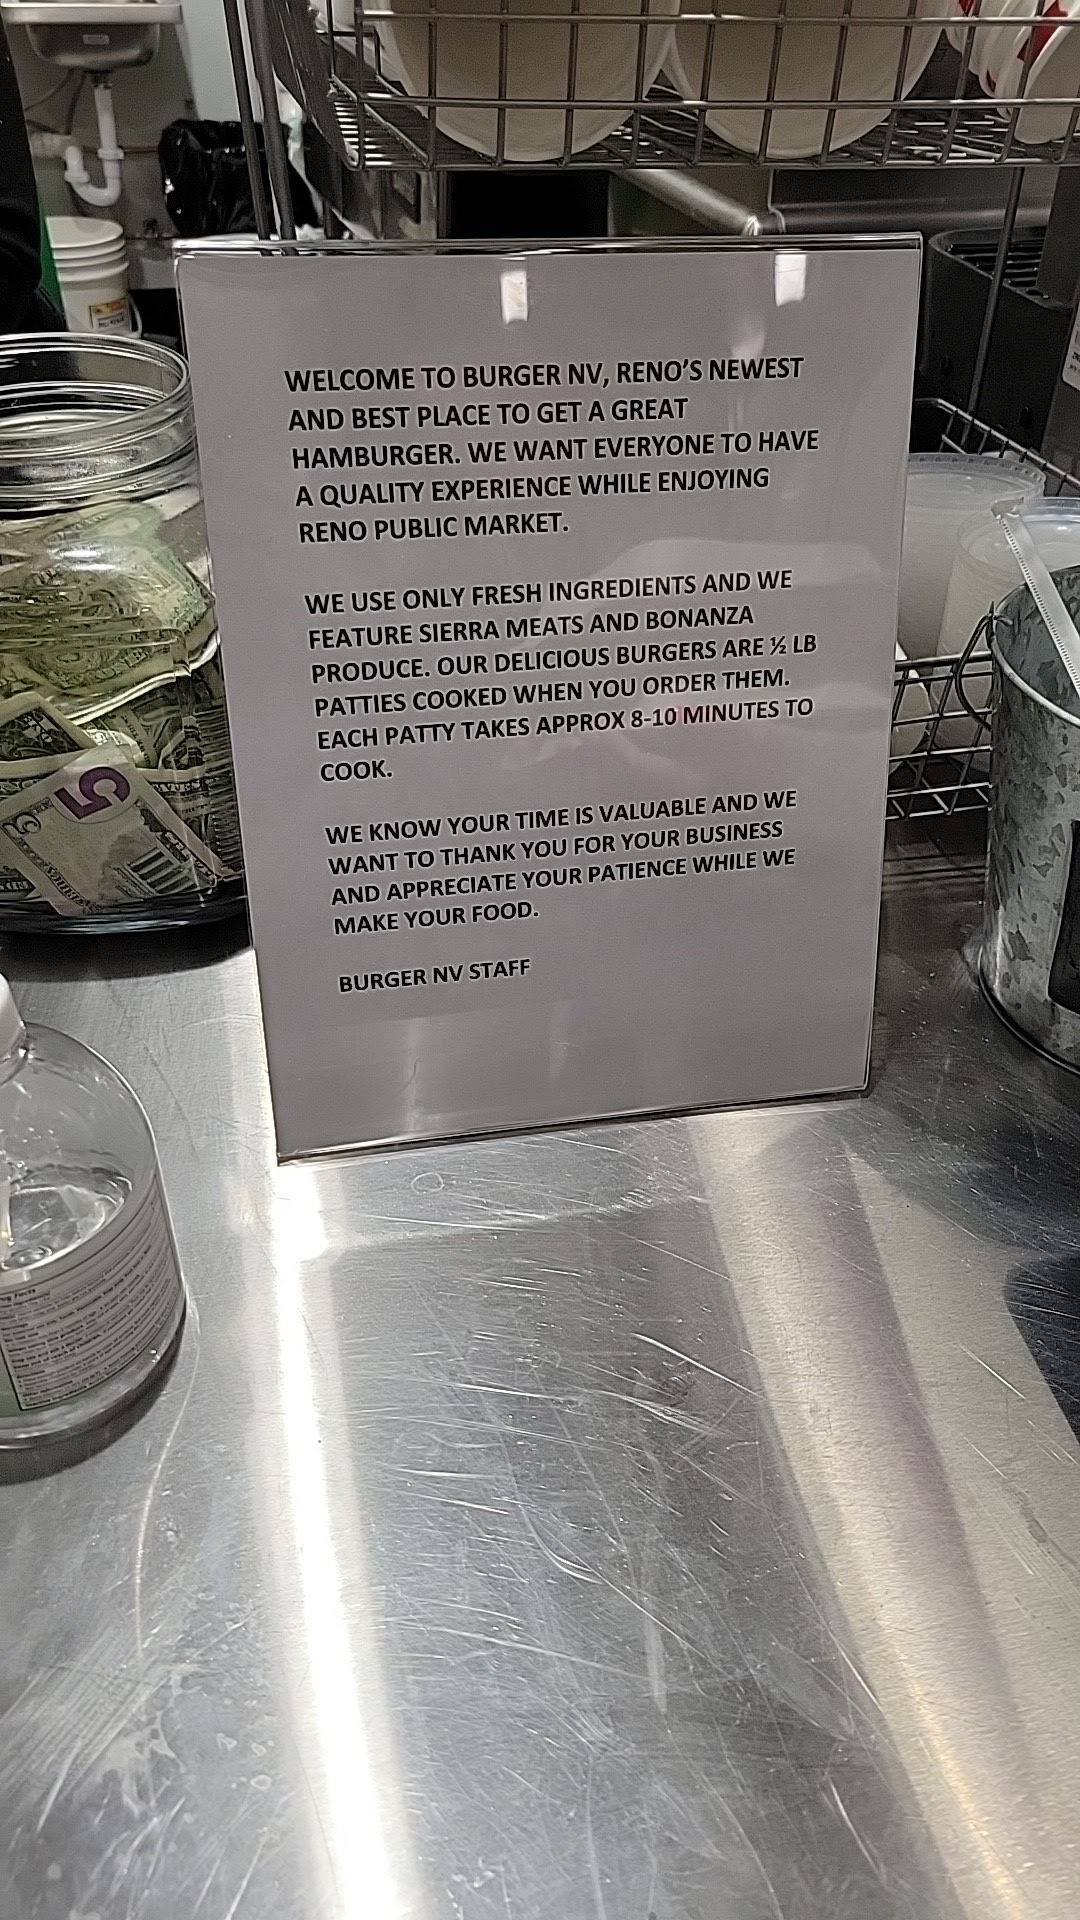 WELCOME TO BURGER NV, RENO'S NEWEST
AND BEST PLACE TO GET A GREAT
HAMBURGER. WE WANT EVERYONE TO HAVE
A QUALITY EXPERIENCE WHILE ENJOYING
RENO PUBLIC MARKET.
WE USE ONLY FRESH INGREDIENTS AND WE
FEATURE SIERRA MEATS AND BONANZA
PRODUCE. OUR DELICIOUS BURGERS ARE ½ LB
PATTIES COOKED WHEN YOU ORDER THEM.
EACH PATTY TAKES APPROX 8-10 MINUTES TO
COOK.
WE KNOW YOUR TIME IS VALUABLE AND WE
WANT TO THANK YOU FOR YOUR BUSINESS
AND APPRECIATE YOUR PATIENCE WHILE WE
MAKE YOUR FOOD.
BURGER NV STAFF
5